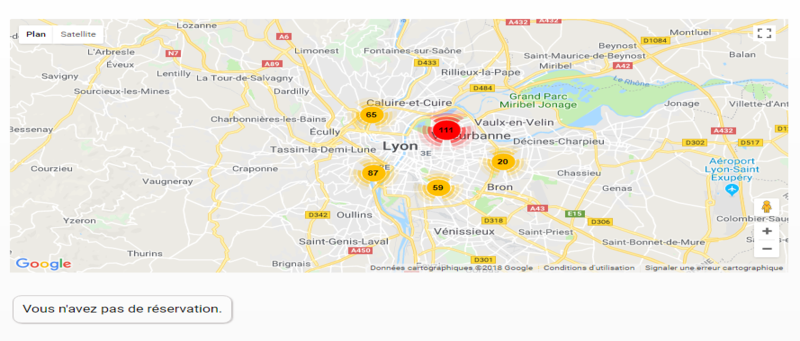 Lozanne
Montluel
A432
A42
A6
Plan
Satellite
D1084
Beynost
L'Arbresle
Limonest
Fontaines-sur-Saône
Saint-Maurice-de-Beynost
Balan
N7
Éveux
A89
D433
Miribel
A42
Savigny
Lentilly
La Tour-de-Salvagny
Rillieux-la-Pape
Le Rhône
Sourcieux-les-Mines
Dardilly
D484
Grand Parc
Miribel Jonage
Caluire-et-Cuire
Jonage
Villette-d'Ant
65
Charbonnières-les-Bains
Vaulx-en-Velin
Bessenay
Écully
111
urbanne
A432
Décines-Charpieu
D302
D517
Tassin-la-Demi-Lune
Lyon
3E
20
Aéroport
Lyon-Saint
Exupéry
Courzieu
Craponne
87
E
Chassieu
Vaugneray
59
Bron
Genas
Yzeron
D342
Oullins
A43
E15
D318
D306
Colombier-Saug
Vénissieux
Saint-Priest
Saint-Genis-Laval
Saint-Bonnet-de-Mure
A450
Thurins
D301
Brignais
Google
Données cartographiques ©2018 Google
Conditions d'utilisation
Signaler une erreur cartographique
Vous n'avez pas de réservation.